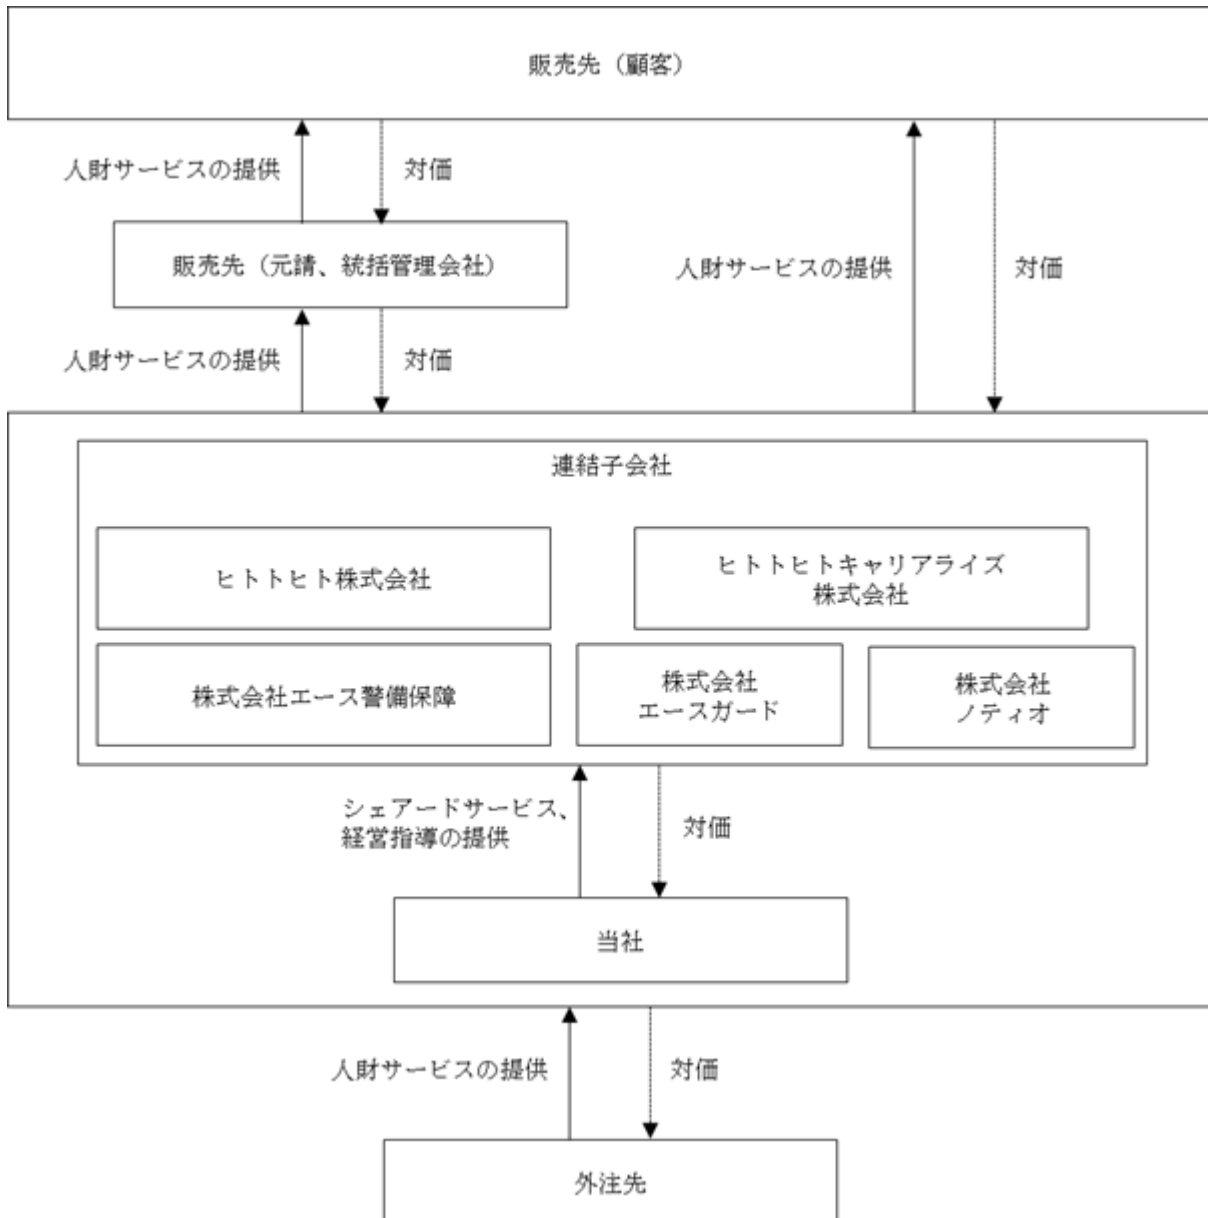 販売先（顧客）
人財サービスの提供
対価
販売先（元請、統括管理会社）
人財サービスの提供
対価
人財サービスの提供
対価
連結子会社
ヒトトヒト株式会社
ヒトトヒトキャリアライズ
株式会社
株式会社エース警備保障
株式会社
エースガード
株式会社
ノティオ
シェアードサービス、
経営指導の提供
対価
当社
人財サービスの提供
対価
外注先